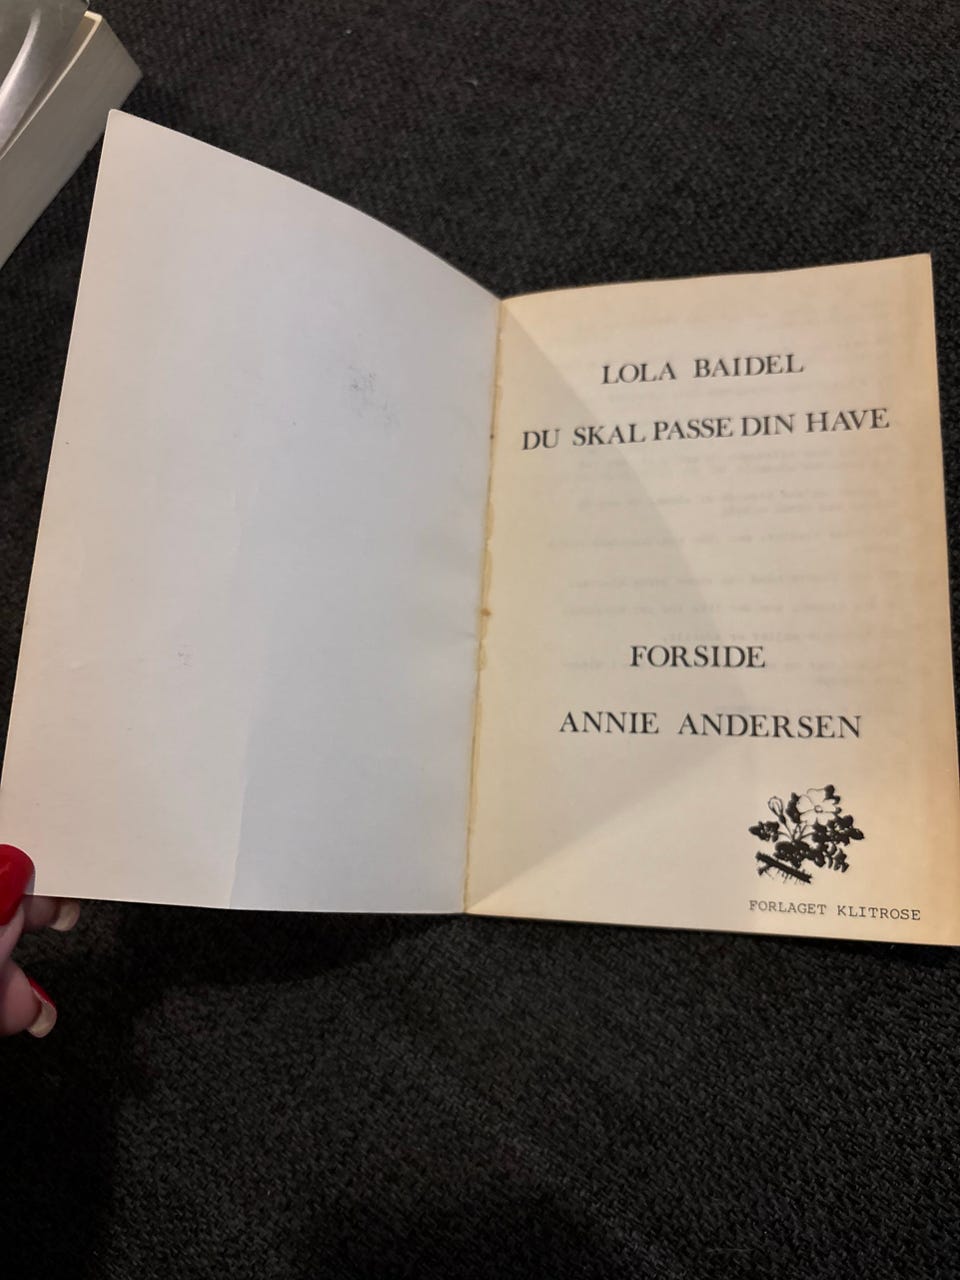 LOLA BAIDEL
DU SKAL PASSE DIN HAVE
FORSIDE
ANNIE ANDERSEN
FORLAGET KLITROSE